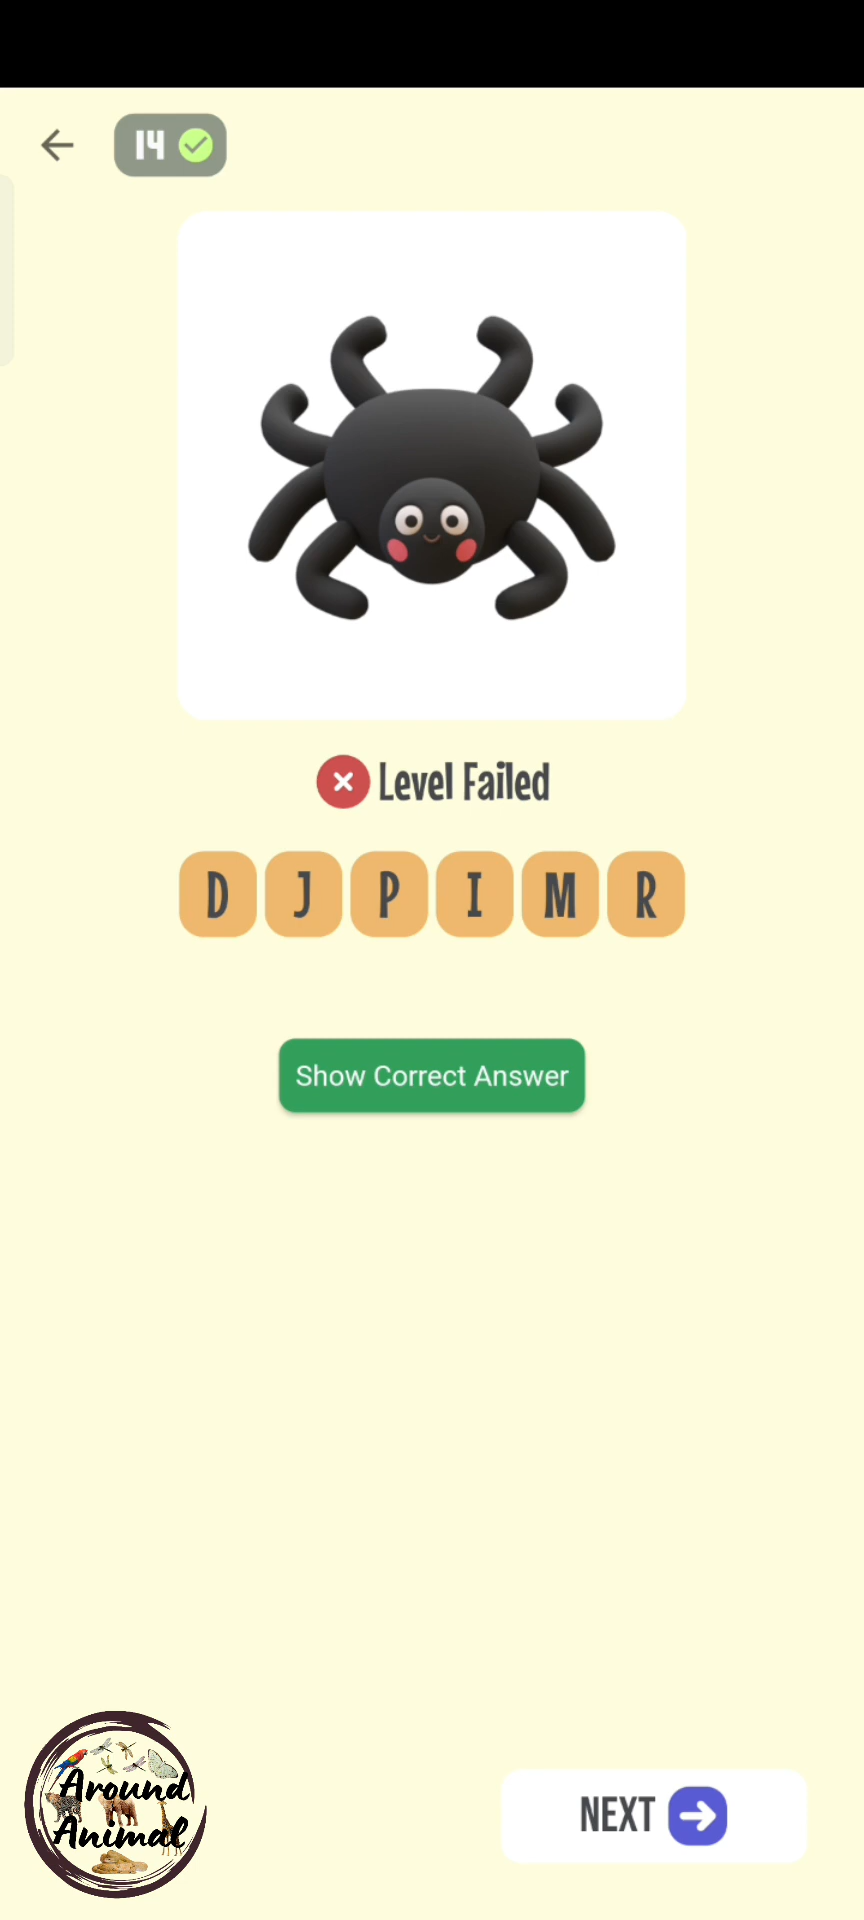 14
Level Failed
D J P I M R
Show Correct Answer
Around
Animal
NEXT